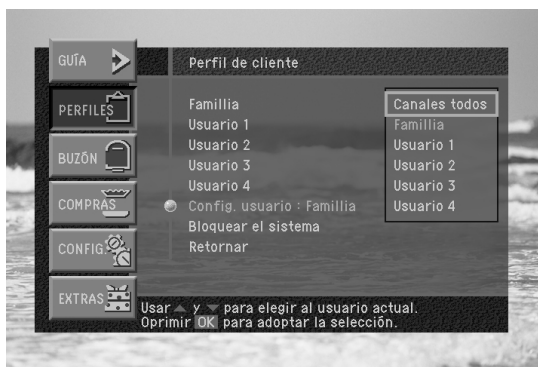 GUÍA
PERFILES
BUZÓN
COMPRAS
CONFIG.
EXTRAS
Perfil de cliente
Famillia
Usuario 1
Usuario 2
Usuario 3
Usuario 4
Config. usuario : Famillia
Bloquear el sistema
Retornar
Canales todos
Famillia
Usuario 1
Usuario 2
Usuario 3
Usuario 4
Usar y para elegir al usuario actual.
Oprimir OK para adoptar la selección.